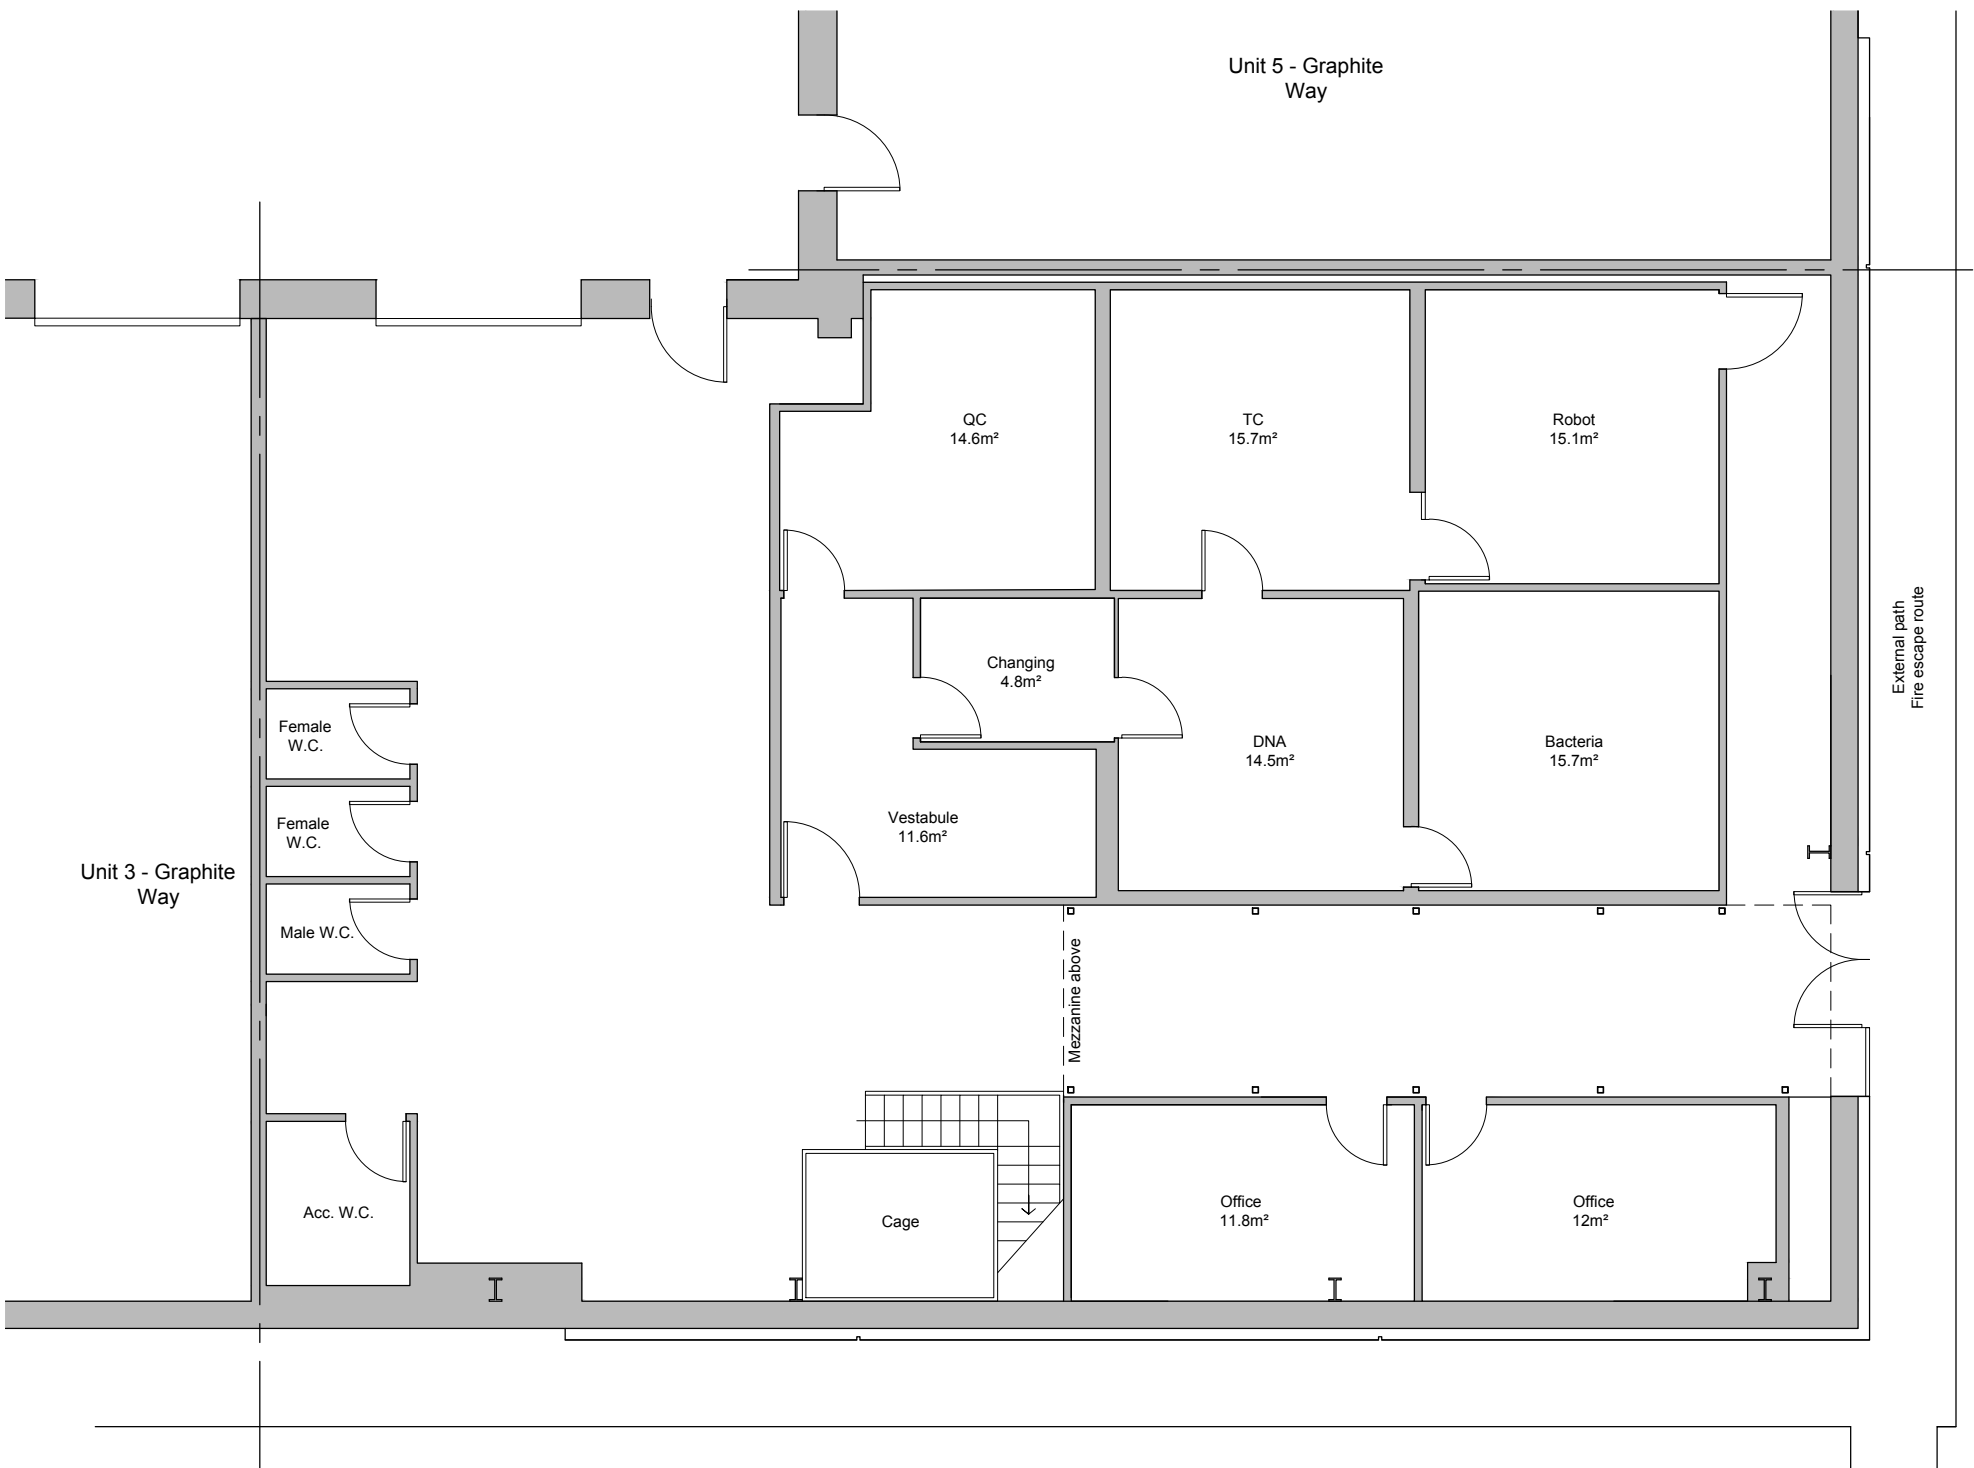 Unit 5 - Graphite
Way
QC
14.6m²
TC
15.7m²
Robot
15.1m²
External path
Fire escape route
Changing
4.8m²
Female
W.C.
DNA
14.5m²
Bacteria
15.7m²
Female
W.C.
Vestabule
11.6m²
Unit 3 - Graphite
Way
Male W.C.
Mezzanine above
Acc. W.C.
Cage
Office
11.8m²
Office
12m²